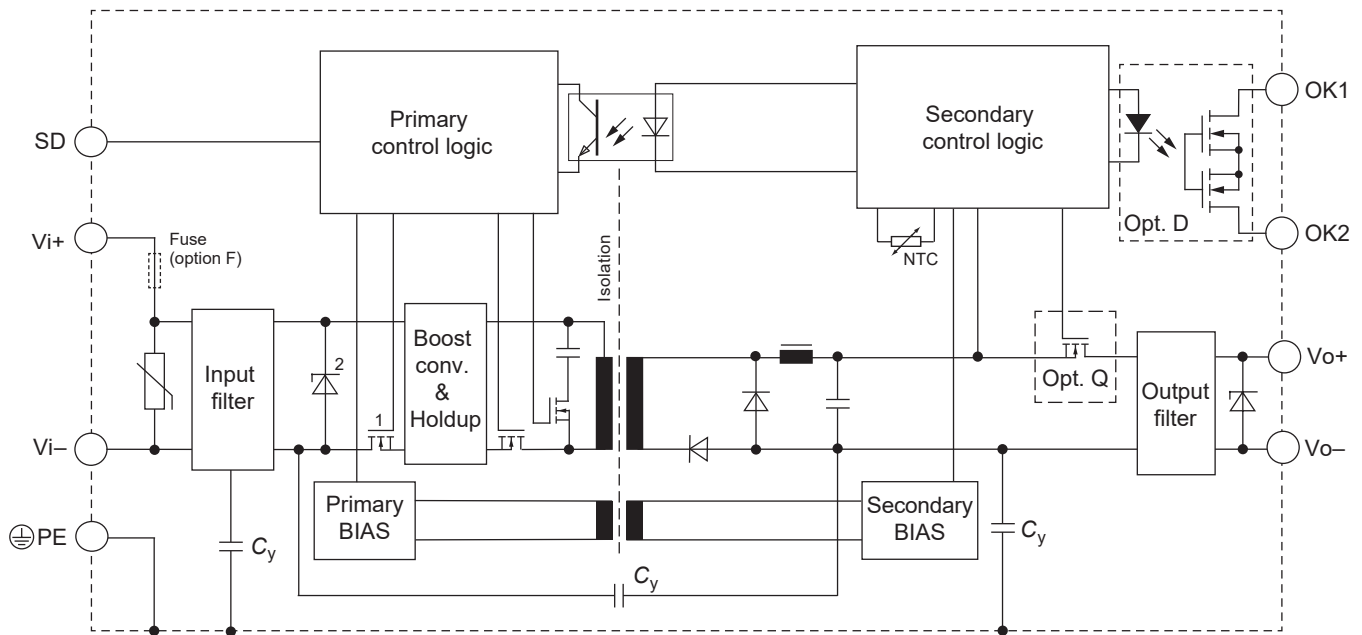 SD
Primary
control logic
Secondary
control logic
OK1
Opt. D
OK2
Vi+
Fuse
(option F)
NTC
Isolation
Input
filter
2
1
Boost
conv.
&
Holdup
Opt. Q
Output
filter
Vo+
Vi–
Vo–
Primary
BIAS
Secondary
BIAS
PE
Cy
Cy
Cy